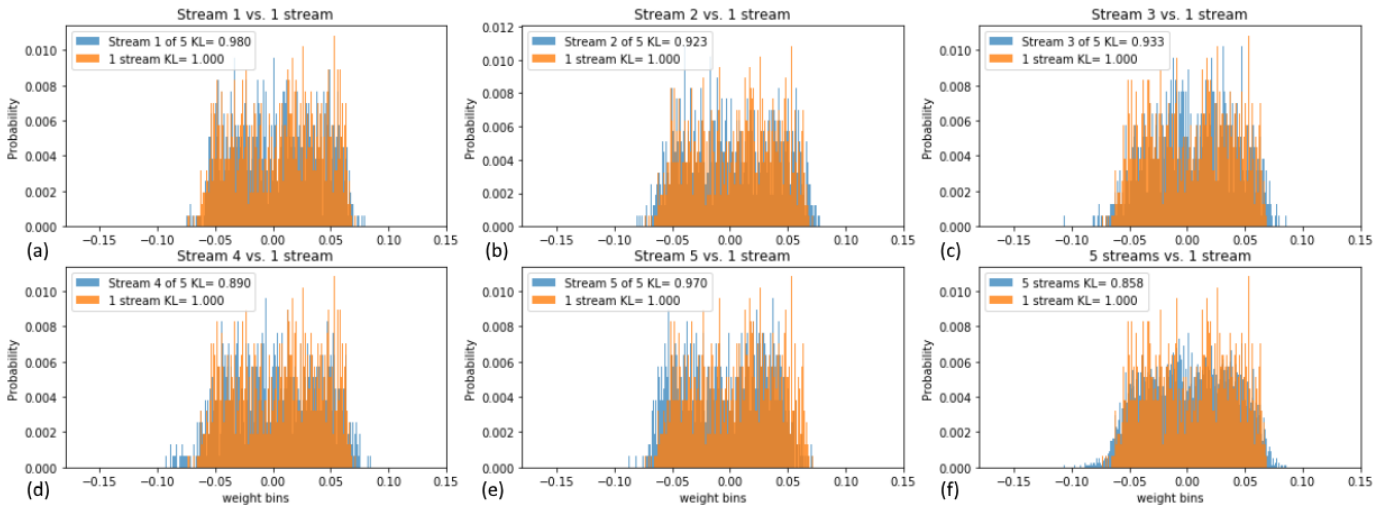 Stream 1 vs. 1 stream
Stream 1 of 5 KL= 0.980
1 stream KL= 1.000
Probability
0.010
0.008
0.006
0.004
0.002
0.000
−0.15 −0.10 −0.05 0.00 0.05 0.10 0.15
(a)
Stream 2 vs. 1 stream
Stream 2 of 5 KL= 0.923
1 stream KL= 1.000
Probability
0.012
0.010
0.008
0.006
0.004
0.002
0.000
−0.15 −0.10 −0.05 0.00 0.05 0.10 0.15
(b)
Stream 3 vs. 1 stream
Stream 3 of 5 KL= 0.933
1 stream KL= 1.000
Probability
0.010
0.008
0.006
0.004
0.002
0.000
−0.15 −0.10 −0.05 0.00 0.05 0.10 0.15
(c)
Stream 4 vs. 1 stream
Stream 4 of 5 KL= 0.890
1 stream KL= 1.000
Probability
0.010
0.008
0.006
0.004
0.002
0.000
−0.15 −0.10 −0.05 0.00 0.05 0.10 0.15
weight bins
(d)
Stream 5 vs. 1 stream
Stream 5 of 5 KL= 0.970
1 stream KL= 1.000
Probability
0.010
0.008
0.006
0.004
0.002
0.000
−0.15 −0.10 −0.05 0.00 0.05 0.10 0.15
weight bins
(e)
5 streams vs. 1 stream
5 streams KL= 0.858
1 stream KL= 1.000
Probability
0.010
0.008
0.006
0.004
0.002
0.000
−0.15 −0.10 −0.05 0.00 0.05 0.10 0.15
weight bins
(f)